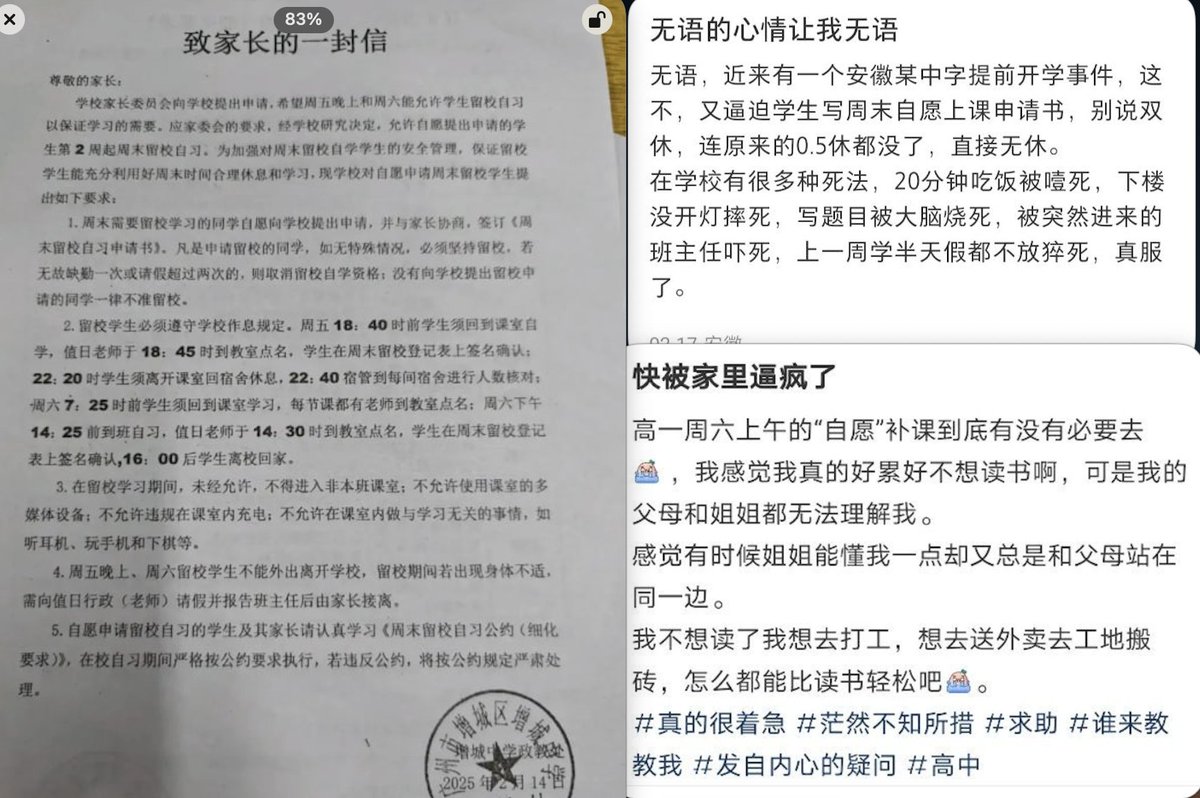 83%
致家长的一封信
尊敬的家长：
学校家长委员会向学校提出申请，希望周五晚上和周六能允许学生留校自习
以保证学习的需要。应家委会的要求，经学校研究决定，允许自愿提出申请的学
生第 2 周起周末留校自习。为加强对周末留校自学学生的安全管理，保证留校
学生能充分利用好周末时间合理休息和学习，现学校对自愿申请周末留校学生提
出如下要求：
1. 周末需要留校学习的同学自愿向学校提出申请，并与家长协商，签订《周
末留校自习申请书》。凡是申请留校的同学，如无特殊情况，必须坚持留校，若
无故缺勤一次或请假超过两次的，则取消留校自学资格；没有向学校提出留校申
请的同学一律不准留校。
2. 留校学生必须遵守学校作息规定。周五 18：40 时前学生须回到课室自
学，值日老师于 18：45 时到教室点名，学生在周末留校登记表上签名确认；
22：20 时学生须离开课室回宿舍休息，22：40 宿管到每间宿舍进行人数核对；
周六 7：25 时前学生须回到课室学习，每节课都有老师到教室点名；周六下午
14：25 前到班自习，值日老师于 14：30 时到教室点名，学生在周末留校登记
表上签名确认,16：00 后学生离校回家。
3. 在留校学习期间，未经允许，不得进入非本班课室；不允许使用课室的多
媒体设备；不允许违规在课室内充电；不允许在课室内做与学习无关的事情，如
听耳机、玩手机和下棋等。
4. 周五晚上、周六留校学生不能外出离开学校，留校期间若出现身体不适，
需向值日行政（老师）请假并报告班主任后由家长接离。
5. 自愿申请留校自习的学生及其家长请认真学习《周末留校自习公约（细化
要求）》，在校自习期间严格按公约要求执行，若违反公约，将按公约规定严肃处
理。
广州市增城区增城中学
增城中学政教处
2025 年 2 月 14 日
无语的心情让我无语
无语，近来有一个安徽某中字提前开学事件，这
不，又逼迫学生写周末自愿上课申请书，别说双
休，连原来的0.5休都没了，直接无休。
在学校有很多种死法，20分钟吃饭被噎死，下楼
没开灯摔死，写题目被大脑烧死，被突然进来的
班主任吓死，上一周学半天假都不放猝死，真服
了。
02-17 安徽
快被家里逼疯了
高一周六上午的“自愿”补课到底有没有必要去
，我感觉我真的好累好不想读书啊，可是我的
父母和姐姐都无法理解我。
感觉有时候姐姐能懂我一点却又总是和父母站在
同一边。
我不想读了我想去打工，想去送外卖去工地搬
砖，怎么都能比读书轻松吧。
#真的很着急 #茫然不知所措 #求助 #谁来教
教我 #发自内心的疑问 #高中